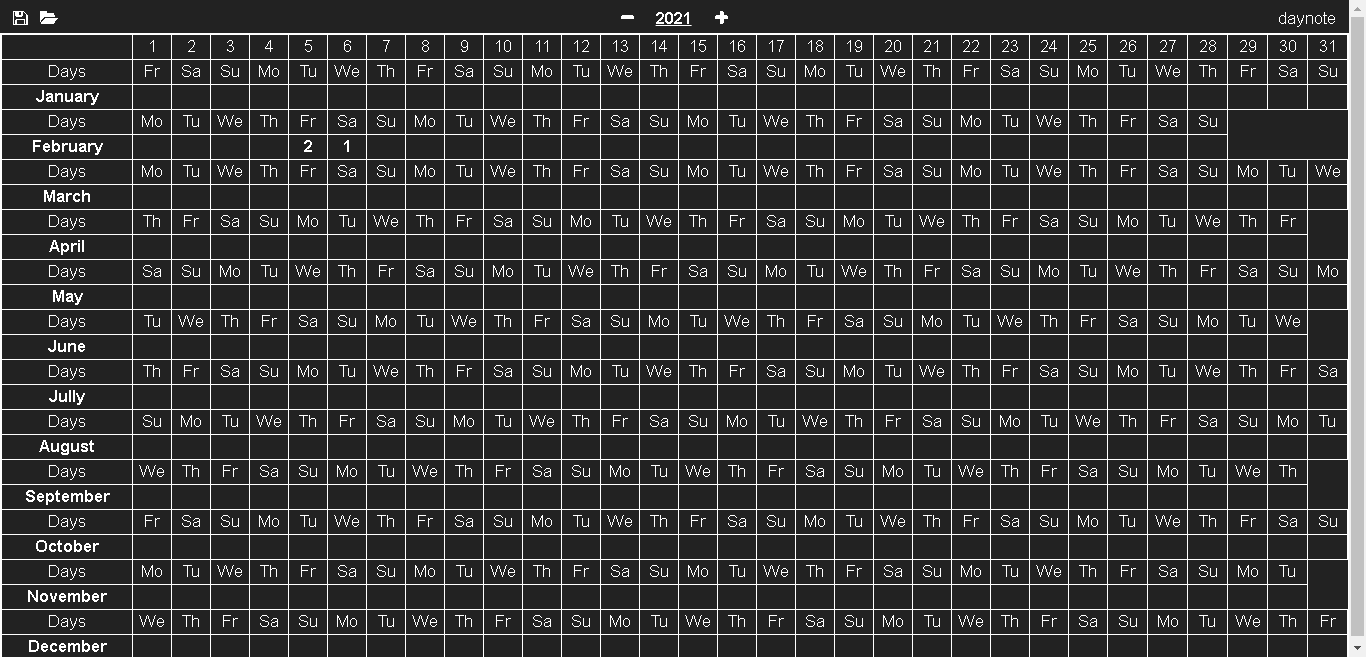 2021 daynote
1 2 3 4 5 6 7 8 9 10 11 12 13 14 15 16 17 18 19 20 21 22 23 24 25 26 27 28 29 30 31
Days Fr Sa Su Mo Tu We Th Fr Sa Su Mo Tu We Th Fr Sa Su Mo Tu We Th Fr Sa Su Mo Tu We Th Fr Sa Su
January
Days Mo Tu We Th Fr Sa Su Mo Tu We Th Fr Sa Su Mo Tu We Th Fr Sa Su Mo Tu We Th Fr Sa Su
February 2 1
Days Mo Tu We Th Fr Sa Su Mo Tu We Th Fr Sa Su Mo Tu We Th Fr Sa Su Mo Tu We Th Fr Sa Su Mo Tu We
March
Days Th Fr Sa Su Mo Tu We Th Fr Sa Su Mo Tu We Th Fr Sa Su Mo Tu We Th Fr Sa Su Mo Tu We Th Fr
April
Days Sa Su Mo Tu We Th Fr Sa Su Mo Tu We Th Fr Sa Su Mo Tu We Th Fr Sa Su Mo Tu We Th Fr Sa Su Mo
May
Days Tu We Th Fr Sa Su Mo Tu We Th Fr Sa Su Mo Tu We Th Fr Sa Su Mo Tu We Th Fr Sa Su Mo Tu We
June
Days Th Fr Sa Su Mo Tu We Th Fr Sa Su Mo Tu We Th Fr Sa Su Mo Tu We Th Fr Sa Su Mo Tu We Th Fr Sa
Jully
Days Su Mo Tu We Th Fr Sa Su Mo Tu We Th Fr Sa Su Mo Tu We Th Fr Sa Su Mo Tu We Th Fr Sa Su Mo Tu
August
Days We Th Fr Sa Su Mo Tu We Th Fr Sa Su Mo Tu We Th Fr Sa Su Mo Tu We Th Fr Sa Su Mo Tu We Th
September
Days Fr Sa Su Mo Tu We Th Fr Sa Su Mo Tu We Th Fr Sa Su Mo Tu We Th Fr Sa Su Mo Tu We Th Fr Sa Su
October
Days Mo Tu We Th Fr Sa Su Mo Tu We Th Fr Sa Su Mo Tu We Th Fr Sa Su Mo Tu We Th Fr Sa Su Mo Tu
November
Days We Th Fr Sa Su Mo Tu We Th Fr Sa Su Mo Tu We Th Fr Sa Su Mo Tu We Th Fr Sa Su Mo Tu We Th Fr
December